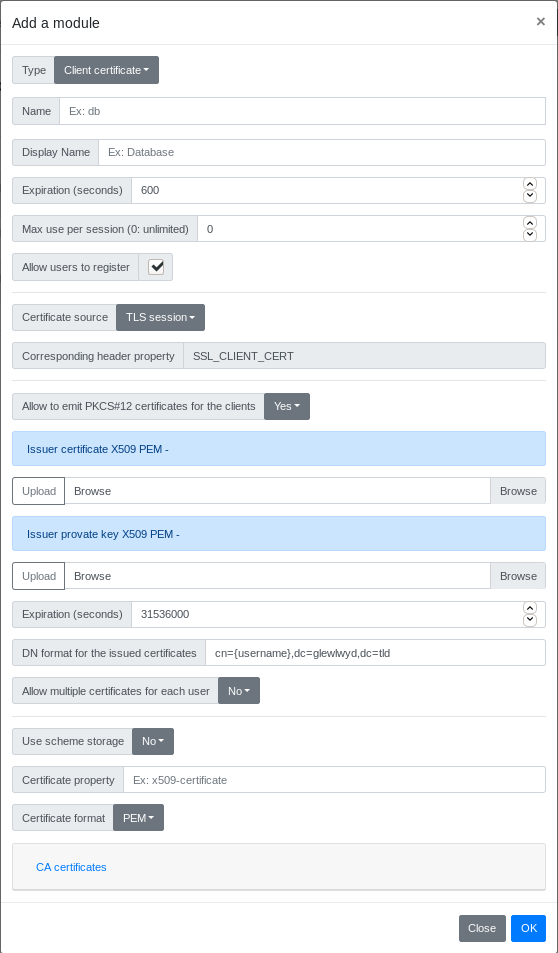 Add a module ×
Type Client certificate
Name Ex: db
Display Name Ex: Database
Expiration (seconds) 600
Max use per session (0: unlimited) 0
Allow users to register
Certificate source TLS session
Corresponding header property SSL_CLIENT_CERT
Allow to emit PKCS#12 certificates for the clients Yes
Issuer certificate X509 PEM -
Upload Browse Browse
Issuer provate key X509 PEM -
Upload Browse Browse
Expiration (seconds) 31536000
DN format for the issued certificates cn={username},dc=glewlwyd,dc=tld
Allow multiple certificates for each user No
Use scheme storage No
Certificate property Ex: x509-certificate
Certificate format PEM
CA certificates
Close OK